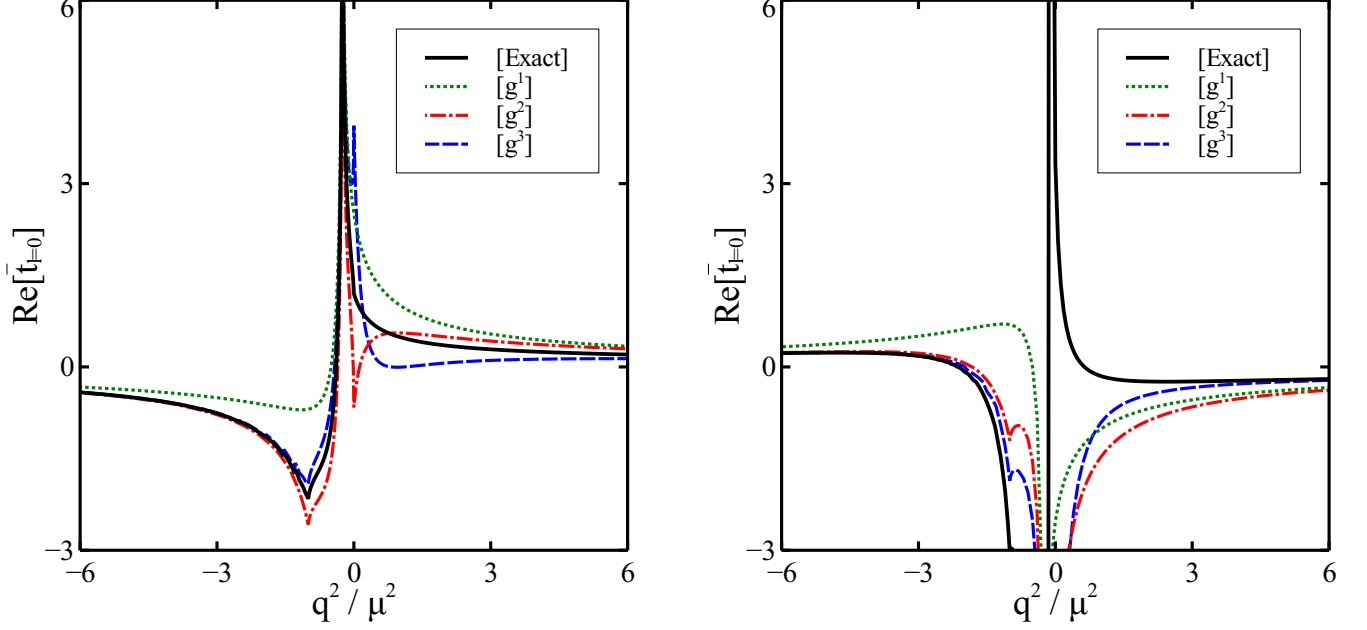 6
3
0
−3
−6
−3
0
3
6
Re[t̄ₗ₌₀]
q² / μ²
[Exact]
[g¹]
[g²]
[g³]
6
3
0
−3
−6
−3
0
3
6
Re[t̄ₗ₌₀]
q² / μ²
[Exact]
[g¹]
[g²]
[g³]